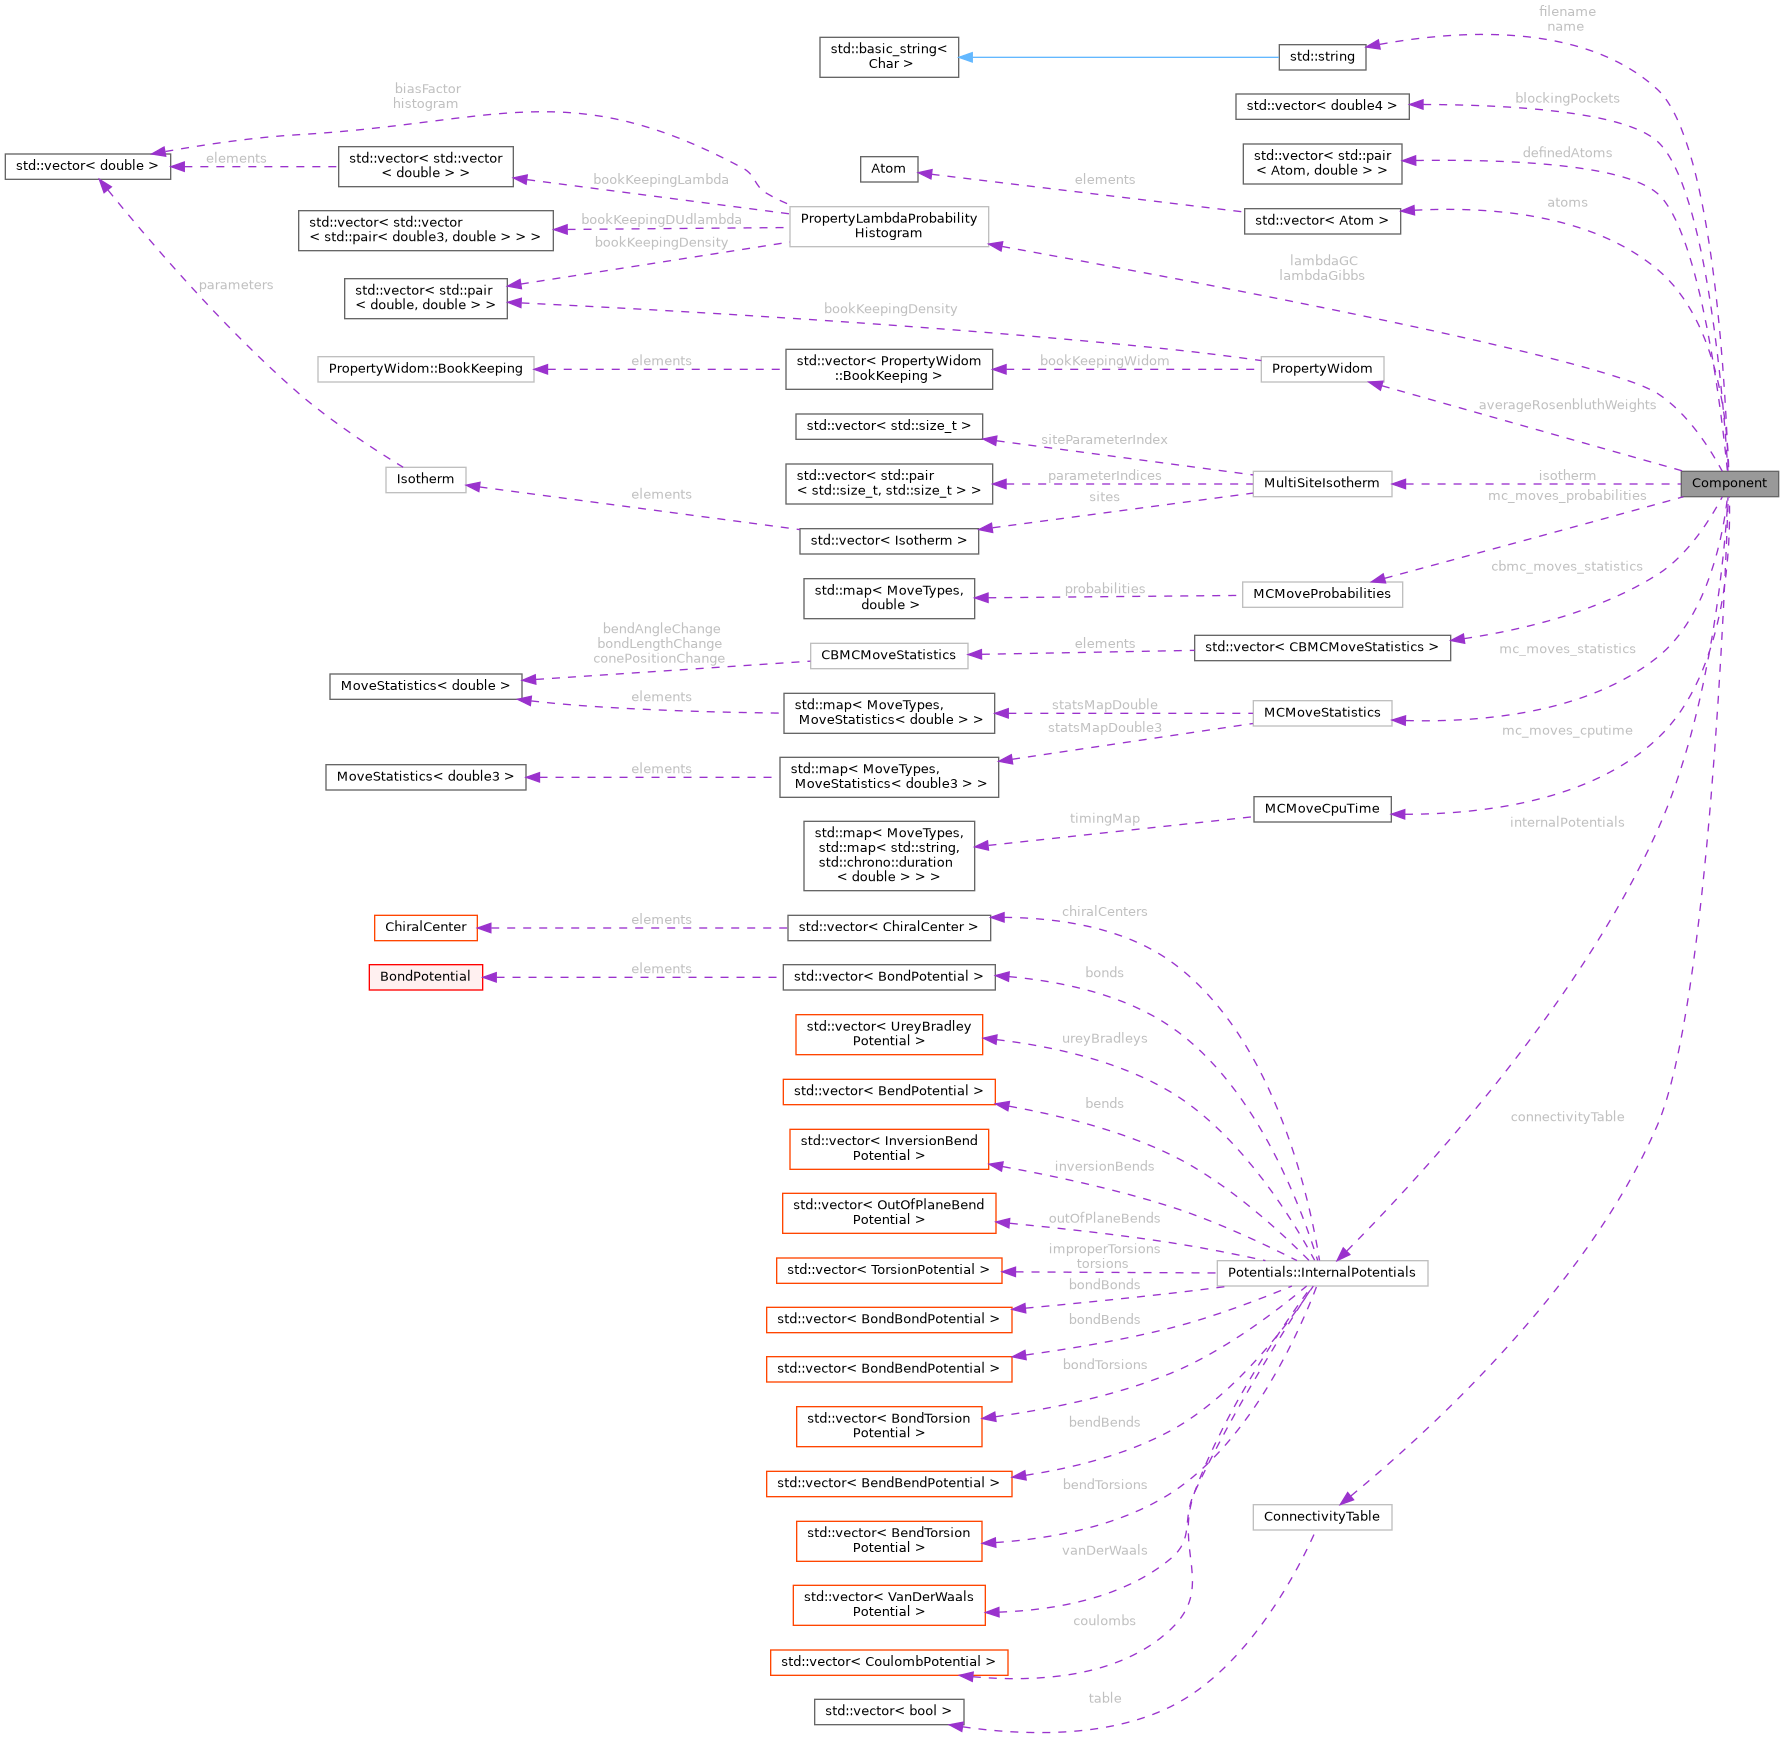 filename
name
std::basic_string<
Char >
std::string
biasFactor
histogram
blockingPockets
std::vector< double4 >
std::vector< double >
elements
std::vector< std::vector
< double > >
bookKeepingLambda
Atom
elements
std::vector< std::pair
< Atom, double > >
definedAtoms
std::vector< Atom >
atoms
std::vector< std::vector
< std::pair< double3, double > > >
bookKeepingDUdlambda
PropertyLambdaProbability
Histogram
bookKeepingDensity
lambdaGC
lambdaGibbs
parameters
std::vector< std::pair
< double, double > >
bookKeepingDensity
PropertyWidom::BookKeeping
elements
std::vector< PropertyWidom
::BookKeeping >
bookKeepingWidom
PropertyWidom
averageRosenbluthWeights
std::vector< std::size_t >
siteParameterIndex
Isotherm
elements
std::vector< std::pair
< std::size_t, std::size_t > >
parameterIndices
sites
MultiSiteIsotherm
isotherm
mc_moves_probabilities
Component
std::vector< Isotherm >
cbmc_moves_statistics
std::map< MoveTypes,
double >
probabilities
MCMoveProbabilities
bendAngleChange
bondLengthChange
conePositionChange
CBMCMoveStatistics
elements
std::vector< CBMCMoveStatistics >
mc_moves_statistics
MoveStatistics< double >
elements
std::map< MoveTypes,
MoveStatistics< double > >
statsMapDouble
statsMapDouble3
MCMoveStatistics
mc_moves_cputime
MoveStatistics< double3 >
elements
std::map< MoveTypes,
MoveStatistics< double3 > >
MCMoveCpuTime
timingMap
internalPotentials
std::map< MoveTypes,
std::map< std::string,
std::chrono::duration
< double > > >
ChiralCenter
elements
std::vector< ChiralCenter >
chiralCenters
BondPotential
elements
std::vector< BondPotential >
bonds
std::vector< UreyBradley
Potential >
ureyBradleys
std::vector< BendPotential >
bends
connectivityTable
std::vector< InversionBend
Potential >
inversionBends
std::vector< OutOfPlaneBend
Potential >
outOfPlaneBends
std::vector< TorsionPotential >
improperTorsions
torsions
Potentials::InternalPotentials
bondBonds
std::vector< BondBondPotential >
bondBends
std::vector< BondBendPotential >
bondTorsions
std::vector< BondTorsion
Potential >
bendBends
std::vector< BendBendPotential >
bendTorsions
std::vector< BendTorsion
Potential >
ConnectivityTable
vanDerWaals
std::vector< VanDerWaals
Potential >
coulombs
std::vector< CoulombPotential >
table
std::vector< bool >